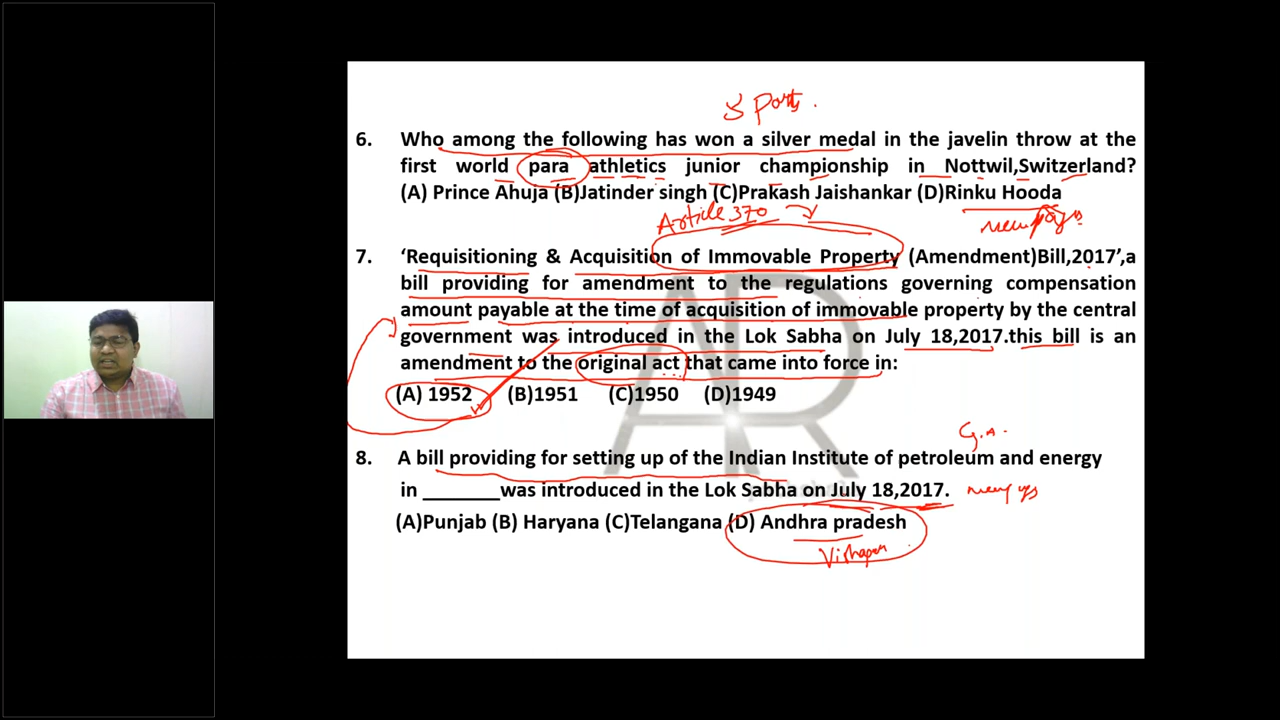 Sports.
6. Who among the following has won a silver medal in the javelin throw at the
first world para athletics junior championship in Nottwil,Switzerland?
(A) Prince Ahuja (B)Jatinder singh (C)Prakash Jaishankar (D)Rinku Hooda
Article 370
7. ‘Requisitioning & Acquisition of Immovable Property (Amendment)Bill,2017’,a
bill providing for amendment to the regulations governing compensation
amount payable at the time of acquisition of immovable property by the central
government was introduced in the Lok Sabha on July 18,2017.this bill is an
amendment to the original act that came into force in:
(A) 1952 (B)1951 (C)1950 (D)1949
AR
G.A.
8. A bill providing for setting up of the Indian Institute of petroleum and energy
in _______was introduced in the Lok Sabha on July 18,2017.
(A)Punjab (B) Haryana (C)Telangana (D) Andhra pradesh